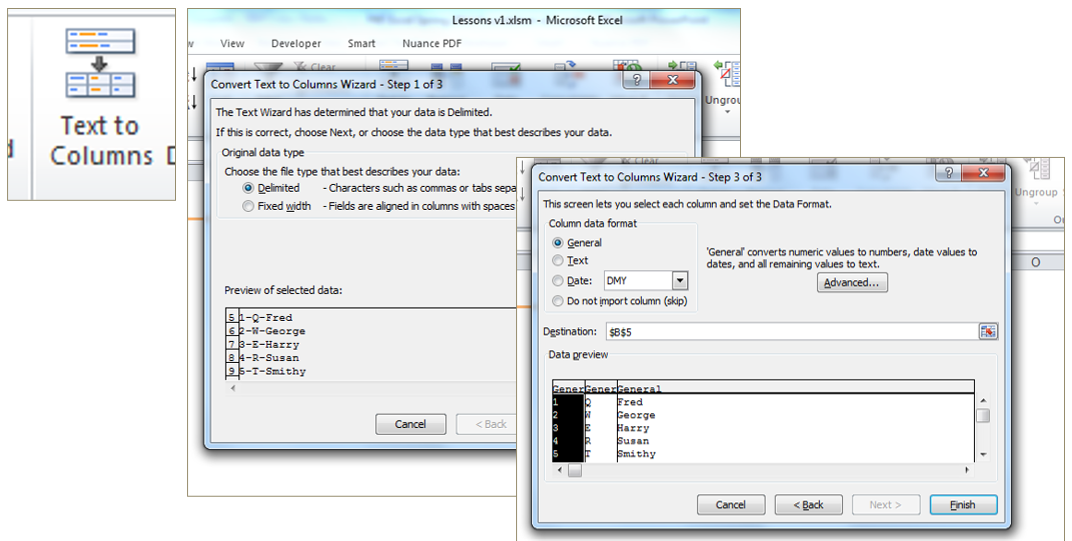 Text to
Columns
Lessons v1.xlsm - Microsoft Excel
View Developer Smart Nuance PDF
Clear
Ungroup
Convert Text to Columns Wizard - Step 1 of 3
The Text Wizard has determined that your data is Delimited.
If this is correct, choose Next, or choose the data type that best describes your data.
Original data type
Choose the file type that best describes your data:
Delimited - Characters such as commas or tabs sepa
Fixed width - Fields are aligned in columns with spaces
Preview of selected data:
5 1-Q-Fred
6 2-W-George
7 3-E-Harry
8 4-R-Susan
9 5-T-Smithy
Cancel < Back
Ungroup
O
Convert Text to Columns Wizard - Step 3 of 3
This screen lets you select each column and set the Data Format.
Column data format
General
Text
Date: DMY
Do not import column (skip)
'General' converts numeric values to numbers, date values to
dates, and all remaining values to text.
Advanced...
Destination: $B$5
Data preview
GenerGenerGeneral
1 Q Fred
2 W George
3 E Harry
4 R Susan
5 T Smithy
Cancel < Back Next > Finish